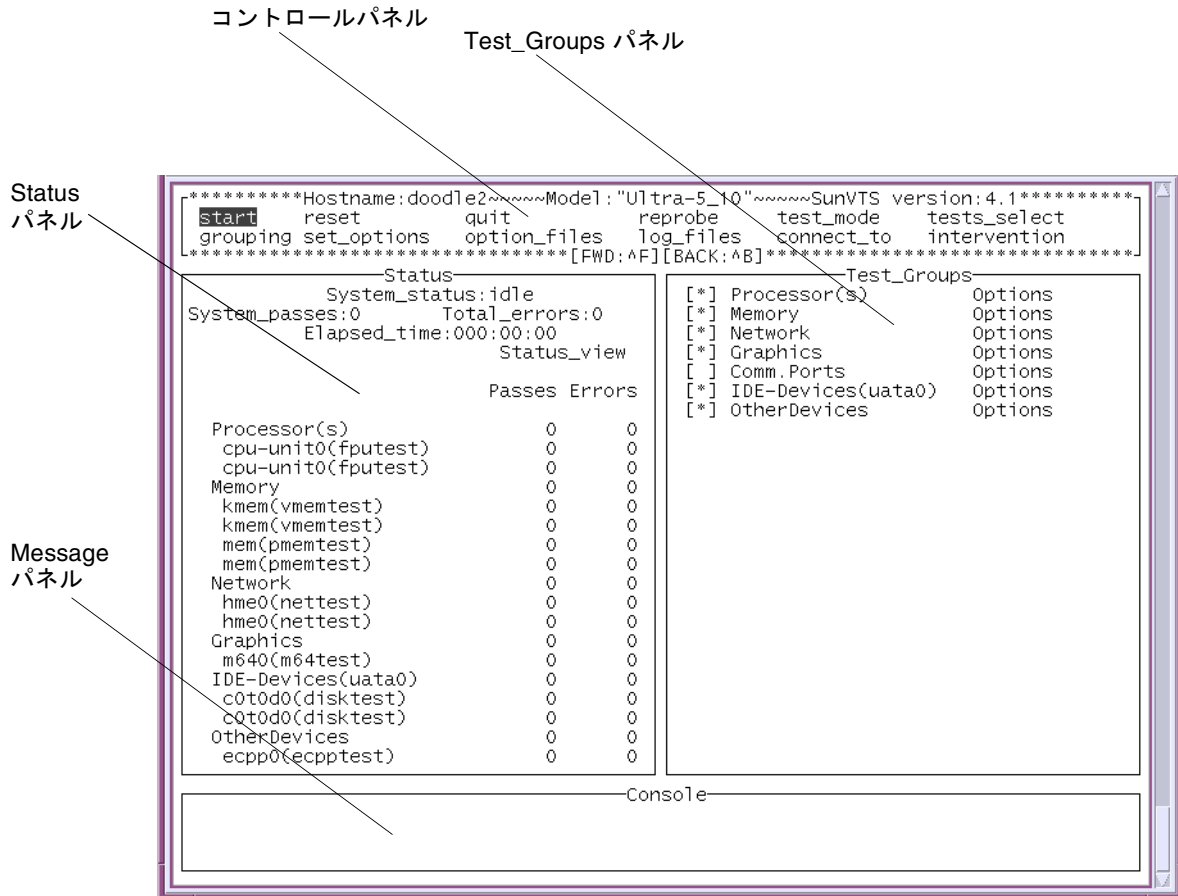 コントロールパネル
Test_Groups パネル
Status
パネル
**********Hostname:doodle2~~~~~Model:"Ultra-5_10"~~~~~SunVTS version:4.1*********
start reset quit reprobe test_mode tests_select
grouping set_options option_files log_files connect_to intervention
**********************************[FWD:^F][BACK:^B]**********************************
Status
System_status:idle
System_passes:0 Total_errors:0
Elapsed_time:000:00:00
Status_view
Passes Errors
Processor(s) 0 0
cpu-unit0(fputest) 0 0
cpu-unit0(fputest) 0 0
Memory 0 0
kmem(vmemtest) 0 0
kmem(vmemtest) 0 0
mem(pmemtest) 0 0
mem(pmemtest) 0 0
Network 0 0
hme0(nettest) 0 0
hme0(nettest) 0 0
Graphics 0 0
m640(m64test) 0 0
IDE-Devices(uata0) 0 0
c0t0d0(disktest) 0 0
c0t0d0(disktest) 0 0
OtherDevices 0 0
ecpp0(ecpptest) 0 0
Test_Groups
[*] Processor(s) Options
[*] Memory Options
[*] Network Options
[*] Graphics Options
[ ] Comm.Ports Options
[*] IDE-Devices(uata0) Options
[*] OtherDevices Options
Message
パネル
Console